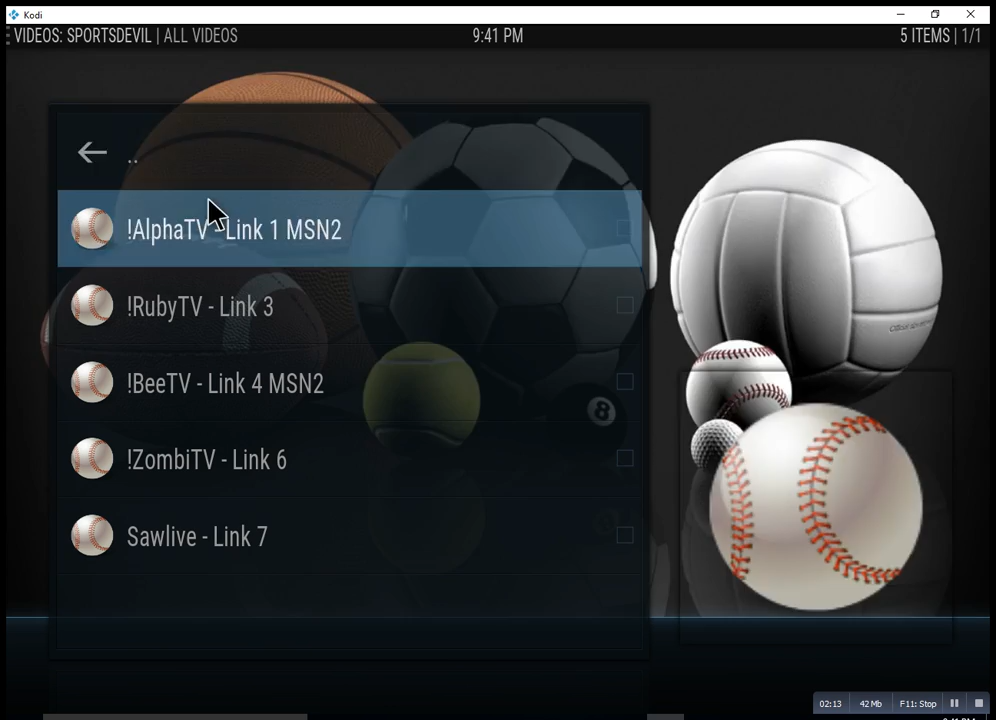 Kodi
VIDEOS: SPORTSDEVIL | ALL VIDEOS
9:41 PM
5 ITEMS | 1/1
..
!AlphaTV - Link 1 MSN2
!RubyTV - Link 3
!BeeTV - Link 4 MSN2
8
!ZombiTV - Link 6
Sawlive - Link 7
02:13
42 Mb
F11: Stop